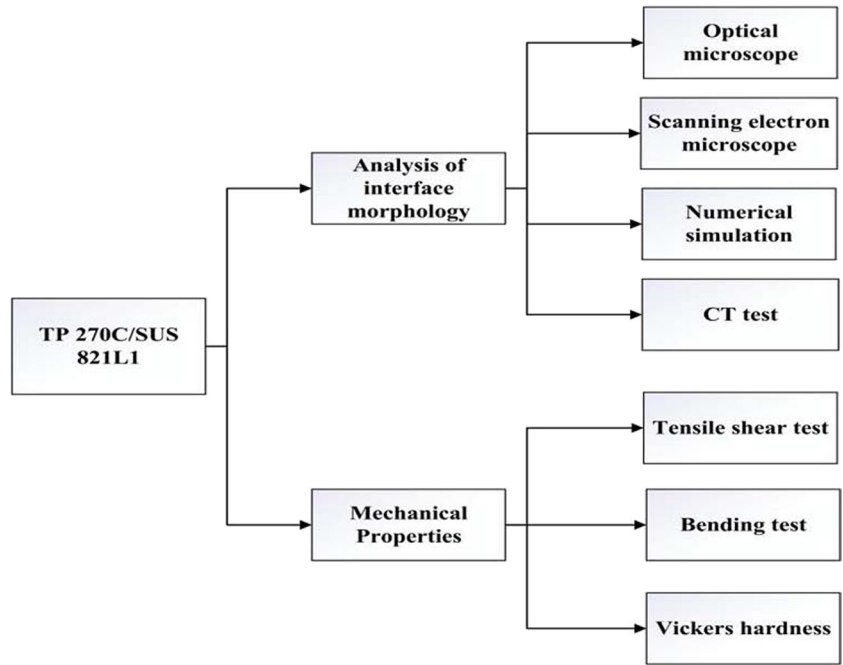 TP 270C/SUS
821L1
Analysis of
interface
morphology
Optical
microscope
Scanning electron
microscope
Numerical
simulation
CT test
Mechanical
Properties
Tensile shear test
Bending test
Vickers hardness